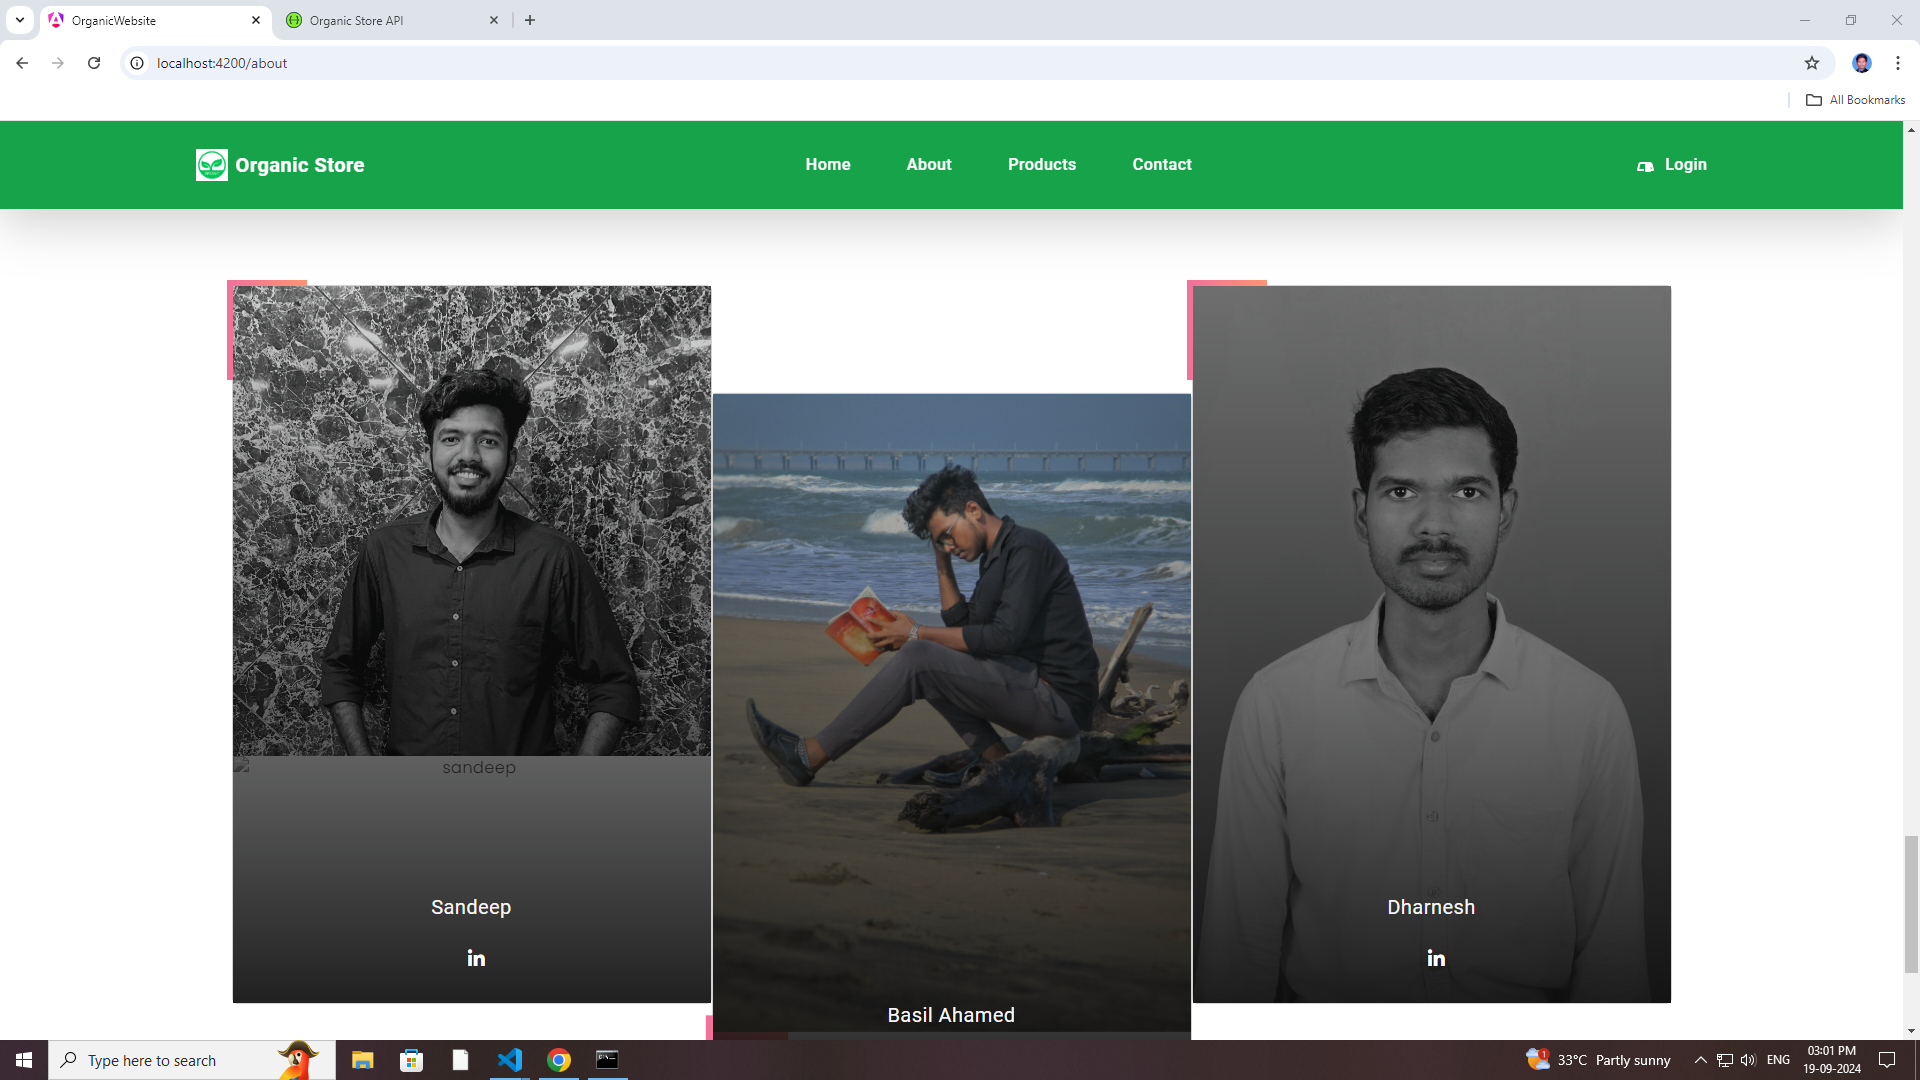 OrganicWebsite
Organic Store API
localhost:4200/about
All Bookmarks
Organic Store
Home
About
Products
Contact
Login
sandeep
Sandeep
in
Basil Ahamed
Dharnesh
in
Type here to search
1
33°C Partly sunny
ENG
03:01 PM
19-09-2024